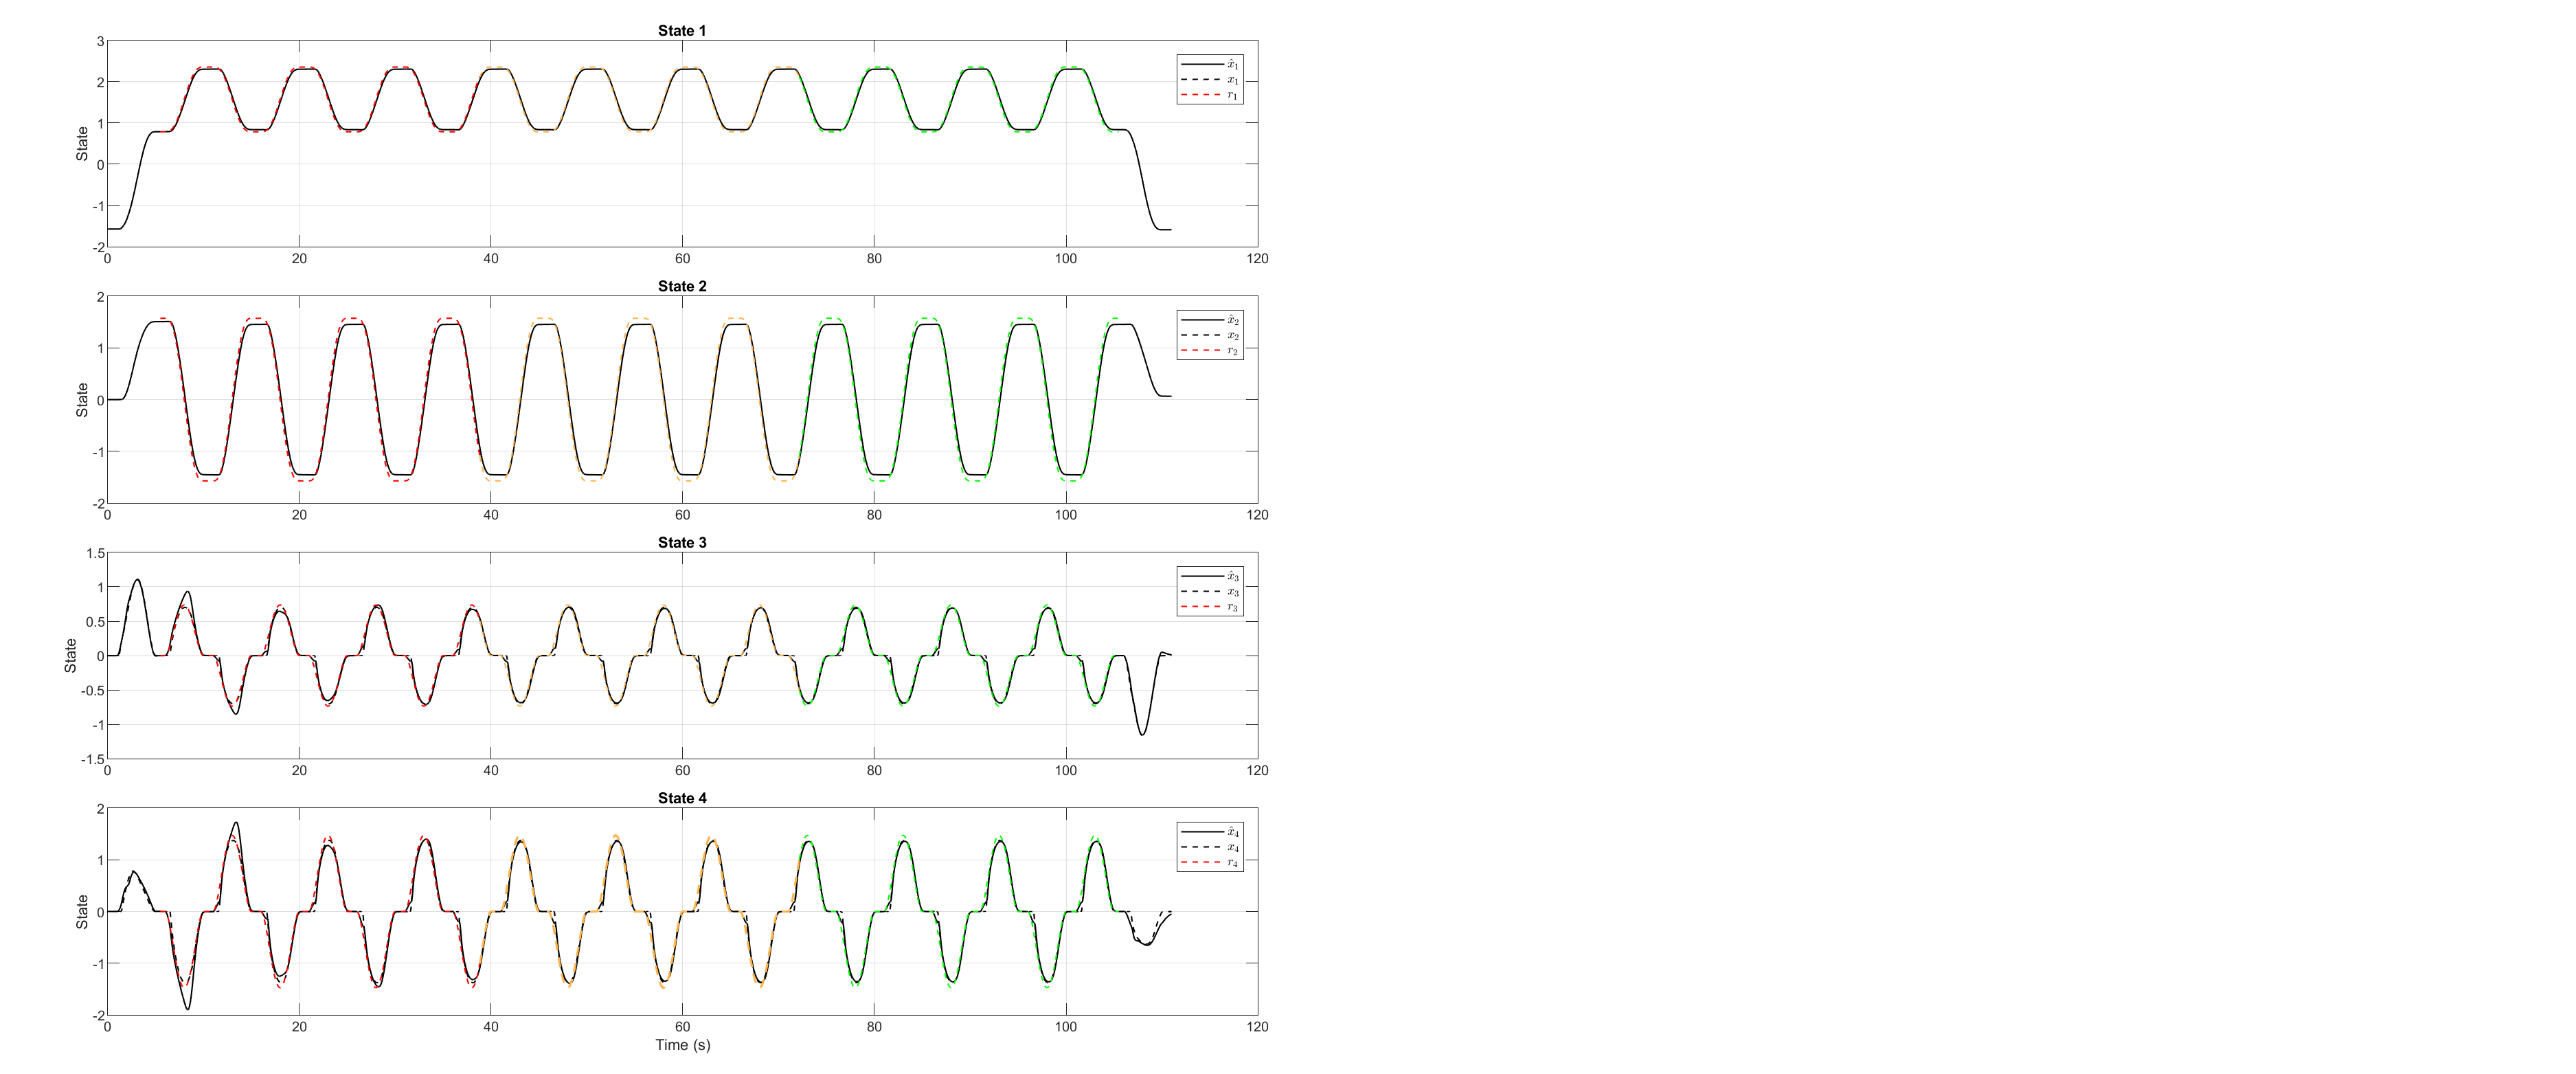 State 1
3
2
1
0
-1
-2
State
0 20 40 60 80 100 120
x̂₁
x₁
r₁
State 2
2
1
0
-1
-2
State
0 20 40 60 80 100 120
x̂₂
x₂
r₂
State 3
1.5
1
0.5
0
-0.5
-1
-1.5
State
0 20 40 60 80 100 120
x̂₃
x₃
r₃
State 4
2
1
0
-1
-2
State
0 20 40 60 80 100 120
x̂₄
x₄
r₄
Time (s)